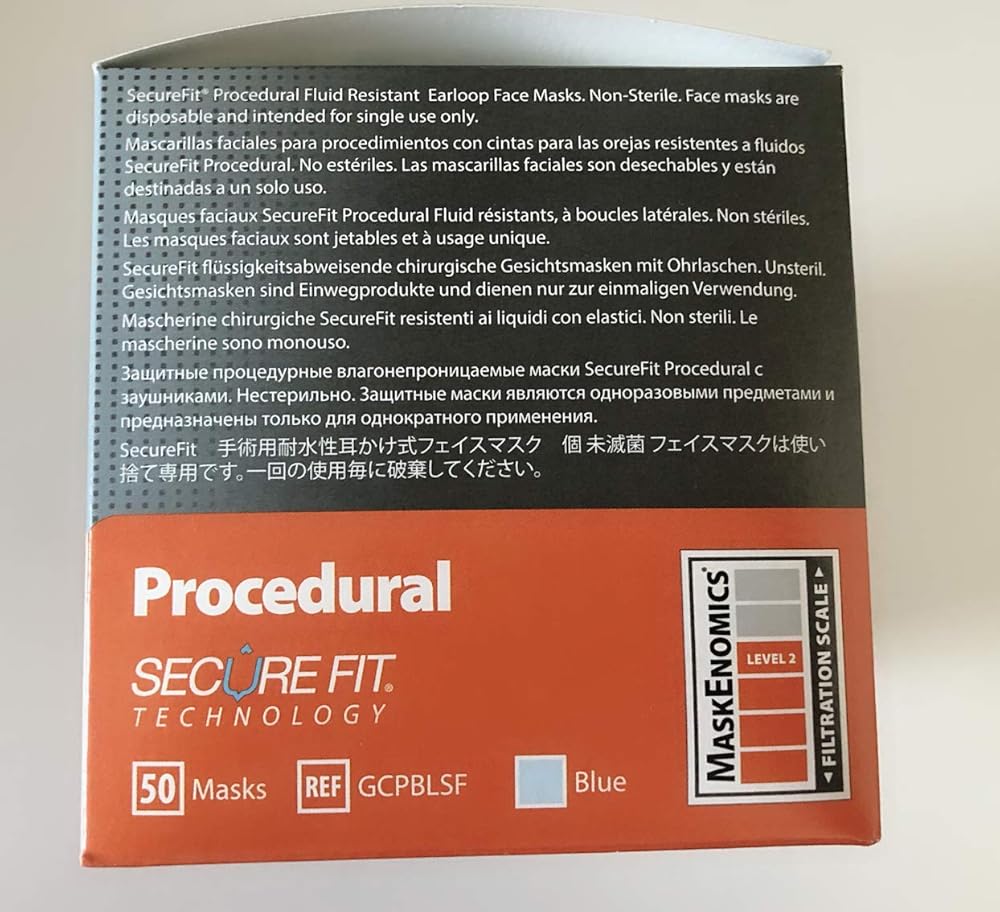 SecureFit® Procedural Fluid Resistant Earloop Face Masks. Non-Sterile. Face masks are
disposable and intended for single use only.
Mascarillas faciales para procedimientos con cintas para las orejas resistentes a fluidos
SecureFit Procedural. No estériles. Las mascarillas faciales son desechables y están
destinadas a un solo uso.
Masques faciaux SecureFit Procedural Fluid résistants, à boucles latérales. Non stériles.
Les masques faciaux sont jetables et à usage unique.
SecureFit flüssigkeitsabweisende chirurgische Gesichtsmasken mit Ohrlaschen. Unsteril.
Gesichtsmasken sind Einwegprodukte und dienen nur zur einmaligen Verwendung.
Mascherine chirurgiche SecureFit resistenti ai liquidi con elastici. Non sterili. Le
mascherine sono monouso.
Защитные процедурные влагонепроницаемые маски SecureFit Procedural с
заушниками. Нестерильно. Защитные маски являются одноразовыми предметами и
предназначены только для однократного применения.
SecureFit 手術用耐水性耳かけ式フェイスマスク 個 未滅菌 フェイスマスクは使い
捨て専用です。一回の使用毎に破棄してください。
Procedural
SECURE FIT®
TECHNOLOGY
50 Masks REF GCPBLSF Blue
MASKENOMICS®
LEVEL 2
◄ FILTRATION SCALE ►